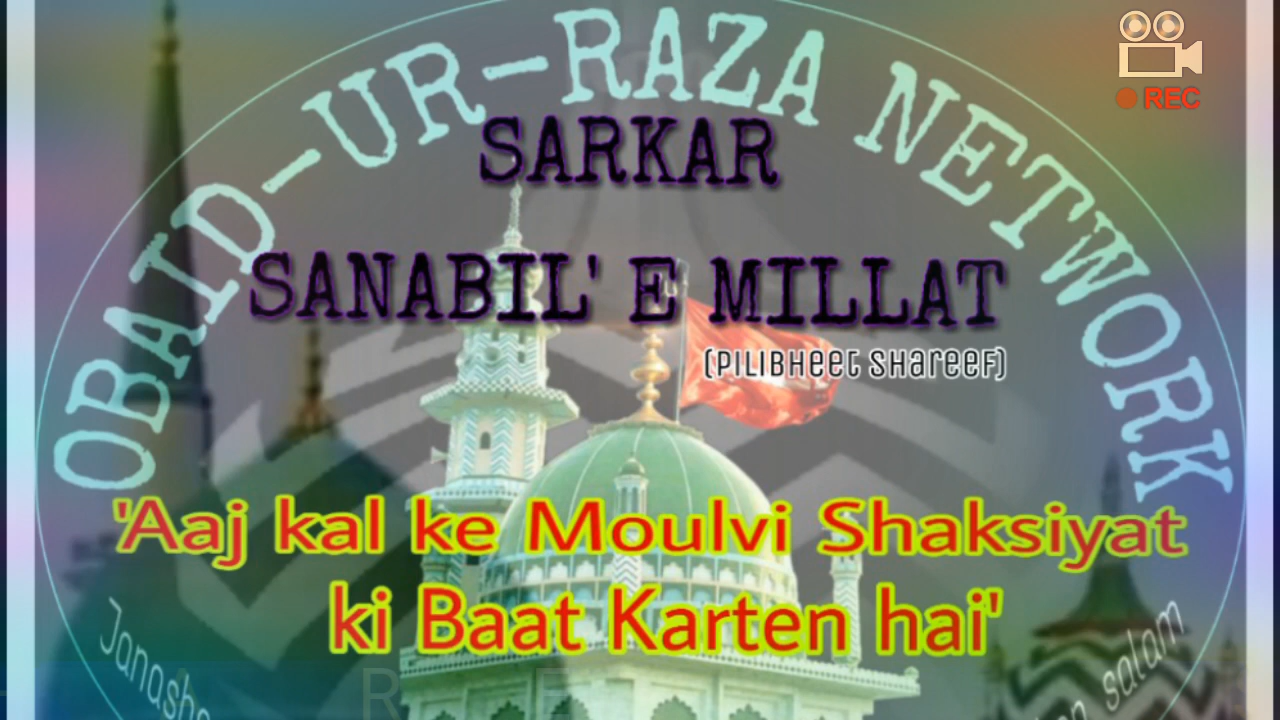 OBAID-UR-RAZA NETWORK
REC
SARKAR
SANABIL' E MILLAT
(PILIBHEET SHAREEF)
'Aaj kal ke Moulvi Shaksiyat
ki Baat Karten hai'
salam